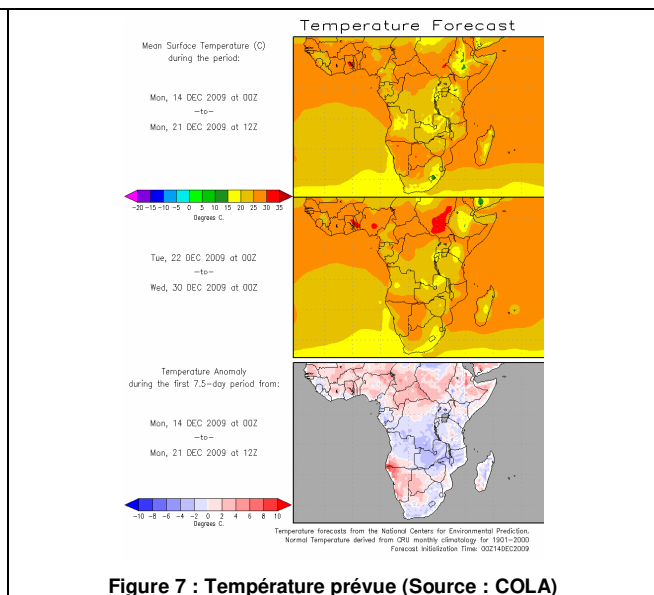 Temperature Forecast
Mean Surface Temperature (C)
during the period:
Mon, 14 DEC 2009 at 00Z
-to-
Mon, 21 DEC 2009 at 12Z
-20 -15 -10 -5 0 5 10 15 20 25 30 35
Degrees C.
Tue, 22 DEC 2009 at 00Z
-to-
Wed, 30 DEC 2009 at 00Z
Temperature Anomaly
during the first 7.5-day period from:
Mon, 14 DEC 2009 at 00Z
-to-
Mon, 21 DEC 2009 at 12Z
-10 -8 -6 -4 -2 0 2 4 6 8 10
Degrees C.
Temperature forecasts from the National Centers for Environmental Prediction.
Normal Temperature derived from CRU monthly climatology for 1901-2000
Forecast Initialization Time: 00Z14DEC2009
Figure 7 : Température prévue (Source : COLA)